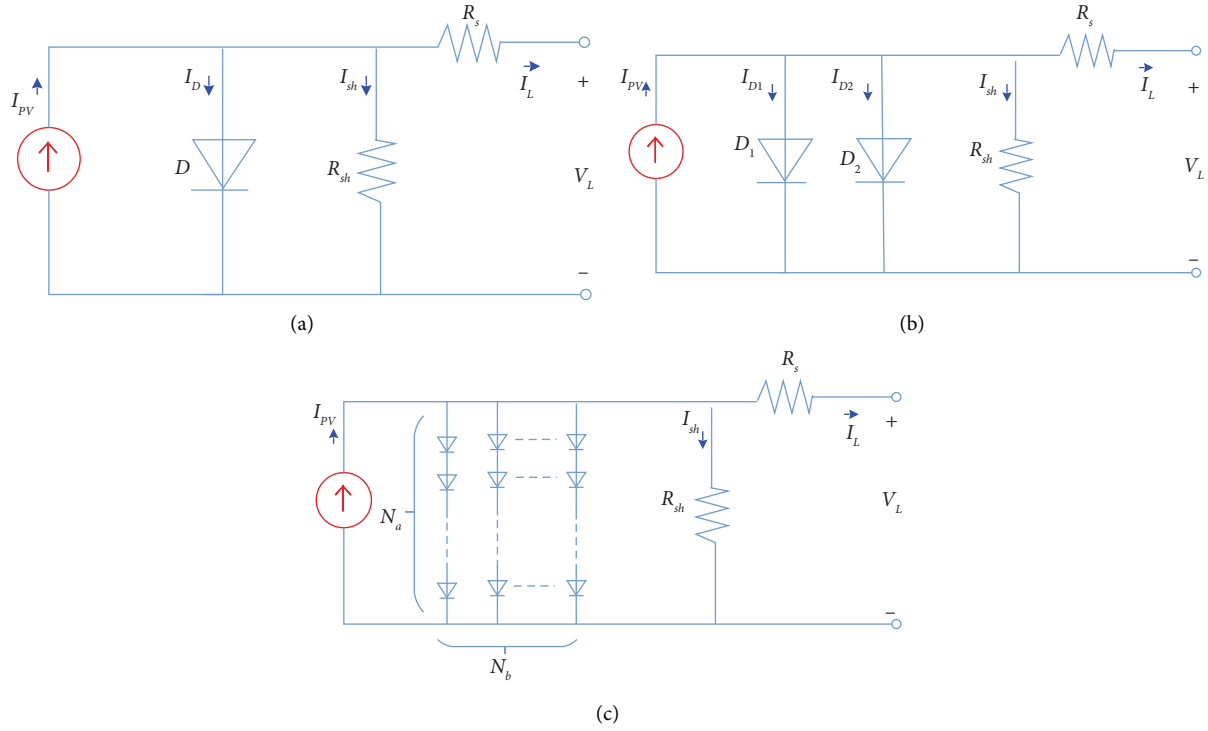 R_s
I_D
I_sh
I_L
+
I_PV
D
R_sh
V_L
−
(a)
R_s
I_PV
I_D1
I_D2
I_sh
I_L
+
D_1
D_2
R_sh
V_L
−
(b)
R_s
I_PV
I_sh
I_L
+
N_a
R_sh
V_L
−
N_b
(c)